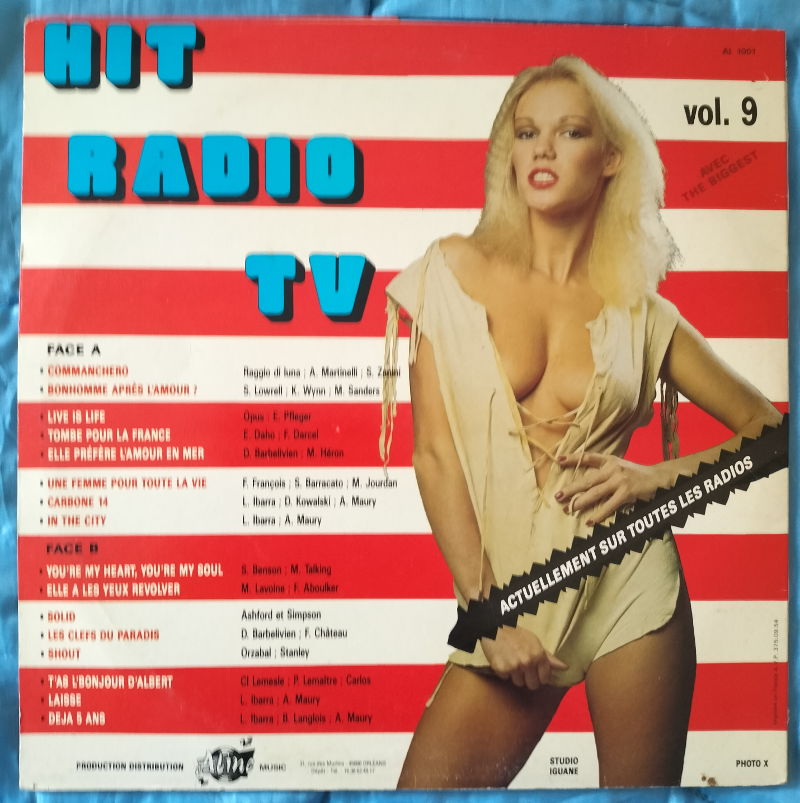 HIT
RADIO
TV
AL 1901
vol. 9
AVEC
THE BIGGEST
FACE A
• COMMANCHERO Raggio di luna ; A. Martinelli ; S. Zanini
• BONHOMME APRÈS L'AMOUR ? S. Lowrell ; K. Wynn ; M. Sanders
• LIVE IS LIFE Opus ; E. Pfleger
• TOMBE POUR LA FRANCE E. Daho ; F. Darcel
• ELLE PRÉFÈRE L'AMOUR EN MER D. Barbelivien ; M. Héron
• UNE FEMME POUR TOUTE LA VIE F. François ; S. Barracato ; M. Jourdan
• CARBONE 14 L. Ibarra ; D. Kowalski ; A. Maury
• IN THE CITY L. Ibarra ; A. Maury
FACE B
• YOU'RE MY HEART, YOU'RE MY SOUL S. Benson ; M. Talking
• ELLE A LES YEUX REVOLVER M. Lavoine ; F. Aboulker
• SOLID Ashford et Simpson
• LES CLEFS DU PARADIS D. Barbelivien ; F. Château
• SHOUT Orzabal ; Stanley
• T'AS L'BONJOUR D'ALBERT Cl Lemesle ; P. Lemaitre ; Carlos
• LAISSE L. Ibarra ; A. Maury
• DEJA 5 ANS L. Ibarra ; B. Langlois ; A. Maury
ACTUELLEMENT SUR TOUTES LES RADIOS
PRODUCTION DISTRIBUTION
MUSIC
ORLEANS
STUDIO
IGUANE
PHOTO X